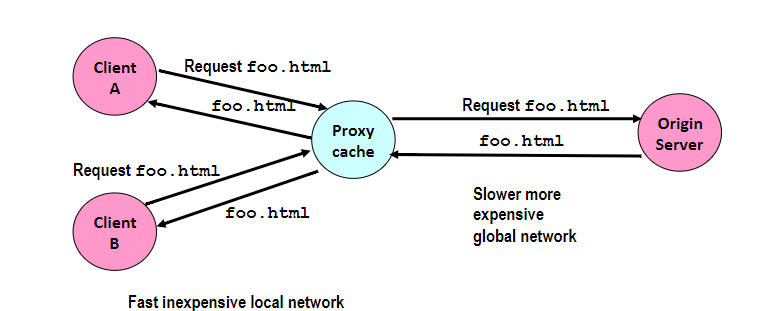 Client
A
Request foo.html
foo.html
Proxy
cache
Request foo.html
foo.html
Origin
Server
Request foo.html
foo.html
Client
B
Slower more
expensive
global network
Fast inexpensive local network